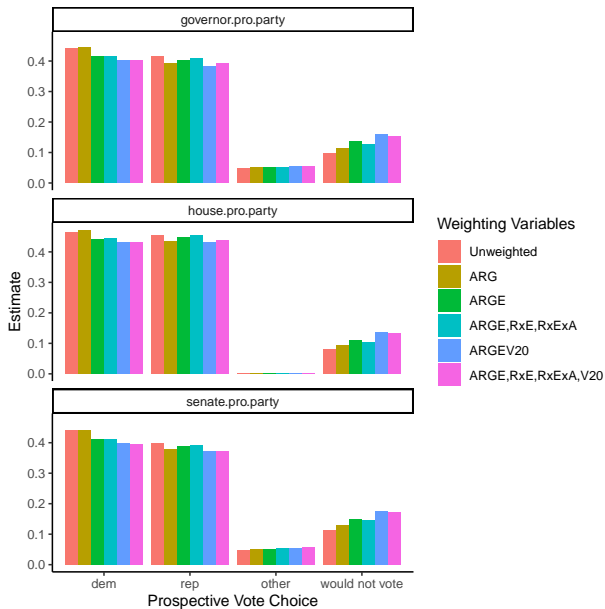 governor.pro.party
0.4
0.3
0.2
0.1
0.0
house.pro.party
0.4
0.3
0.2
0.1
0.0
senate.pro.party
0.4
0.3
0.2
0.1
0.0
dem rep other would not vote
Prospective Vote Choice
Estimate
Weighting Variables
Unweighted
ARG
ARGE
ARGE,RxE,RxExA
ARGEV20
ARGE,RxE,RxExA,V20